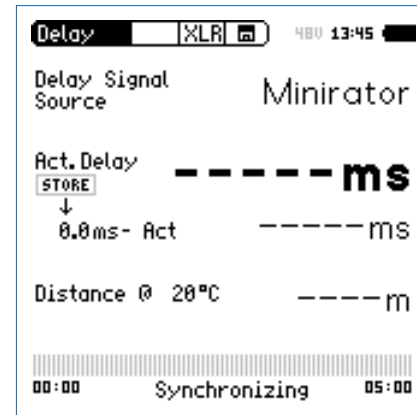 Delay XLR 48V 13:45
Delay Signal
Source
Minirator
Act. Delay
-----ms
STORE
↓
0.0ms- Act
-----ms
Distance @ 20°C
----m
00:00 Synchronizing 05:00